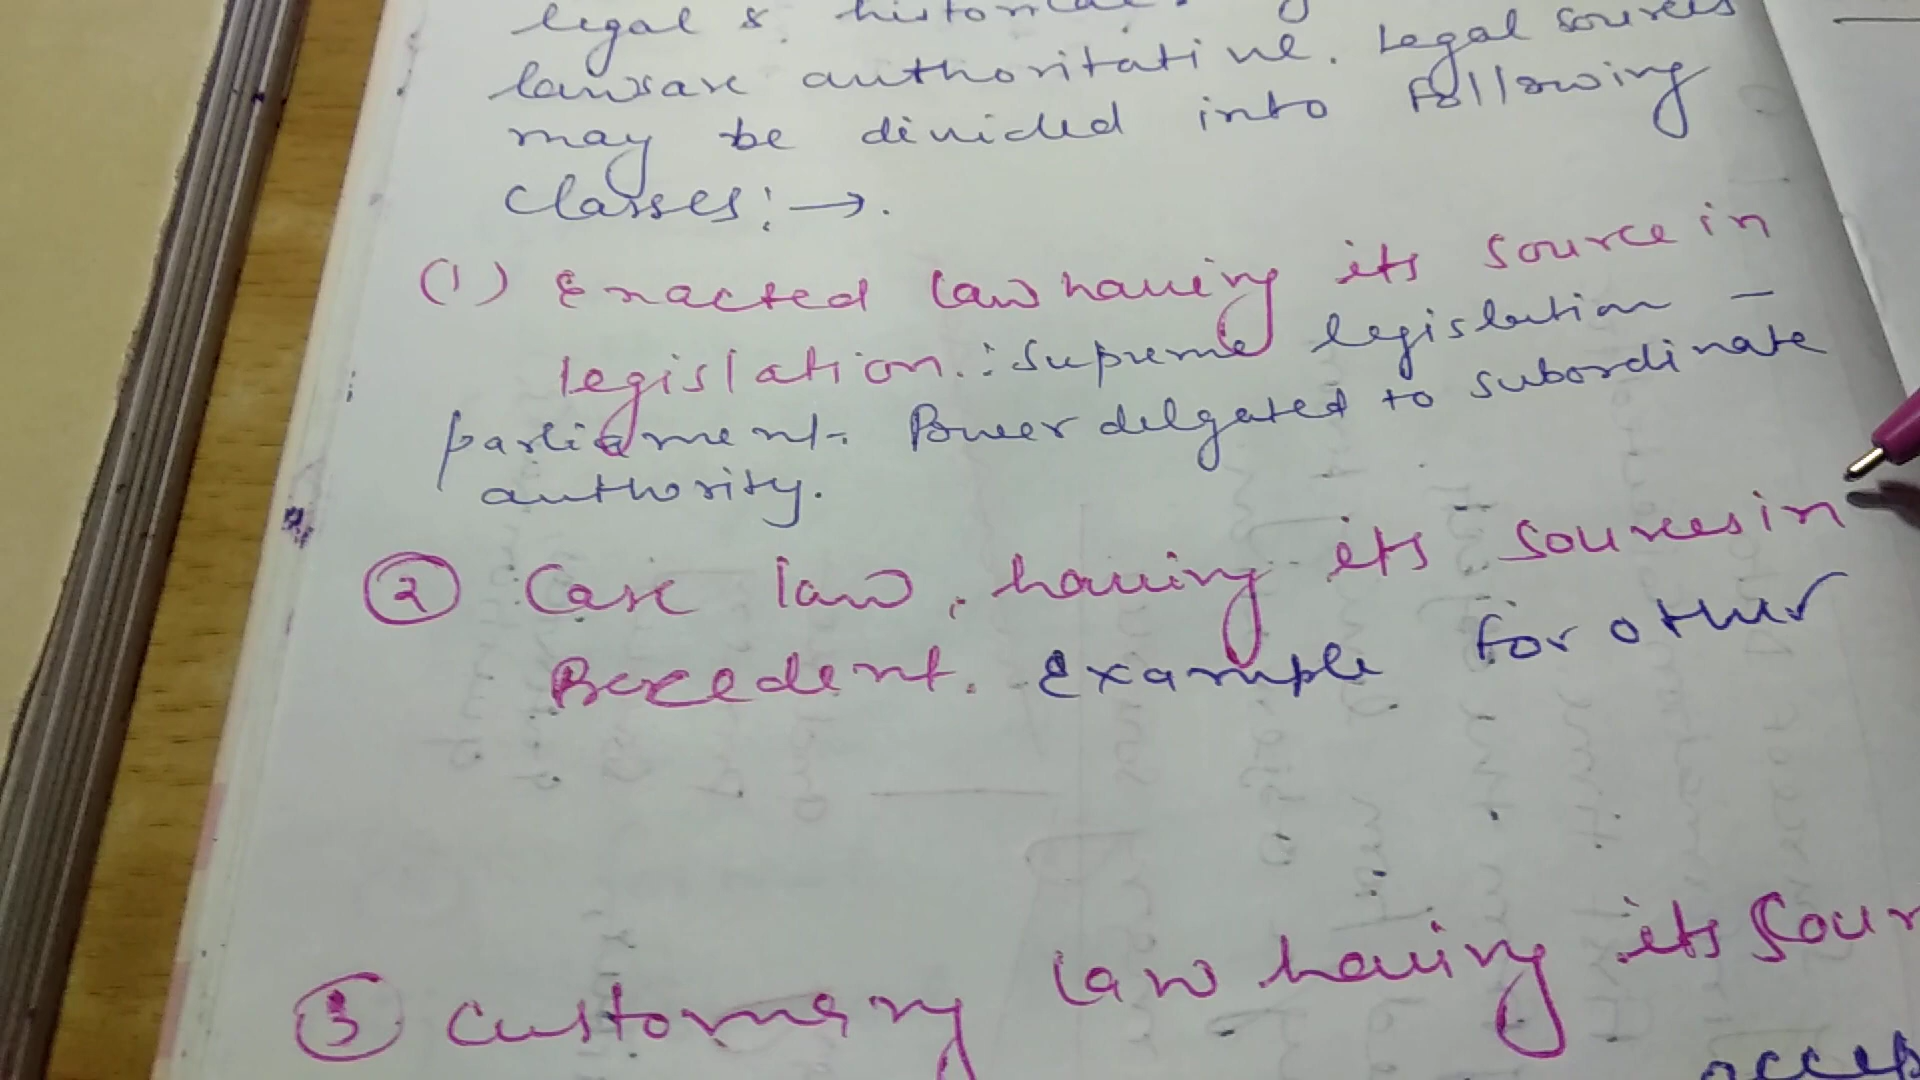 legal & historical
lawsare authoritative. Legal sources
may be divided into Following
Classes:→.
(1) Enacted law having its source in
legislation.: Supreme legislation –
parliament. Power delgated to subordinate
authority.
② Case law, having its sources in
Precedent. Example for other
③ Customary law having its Sour